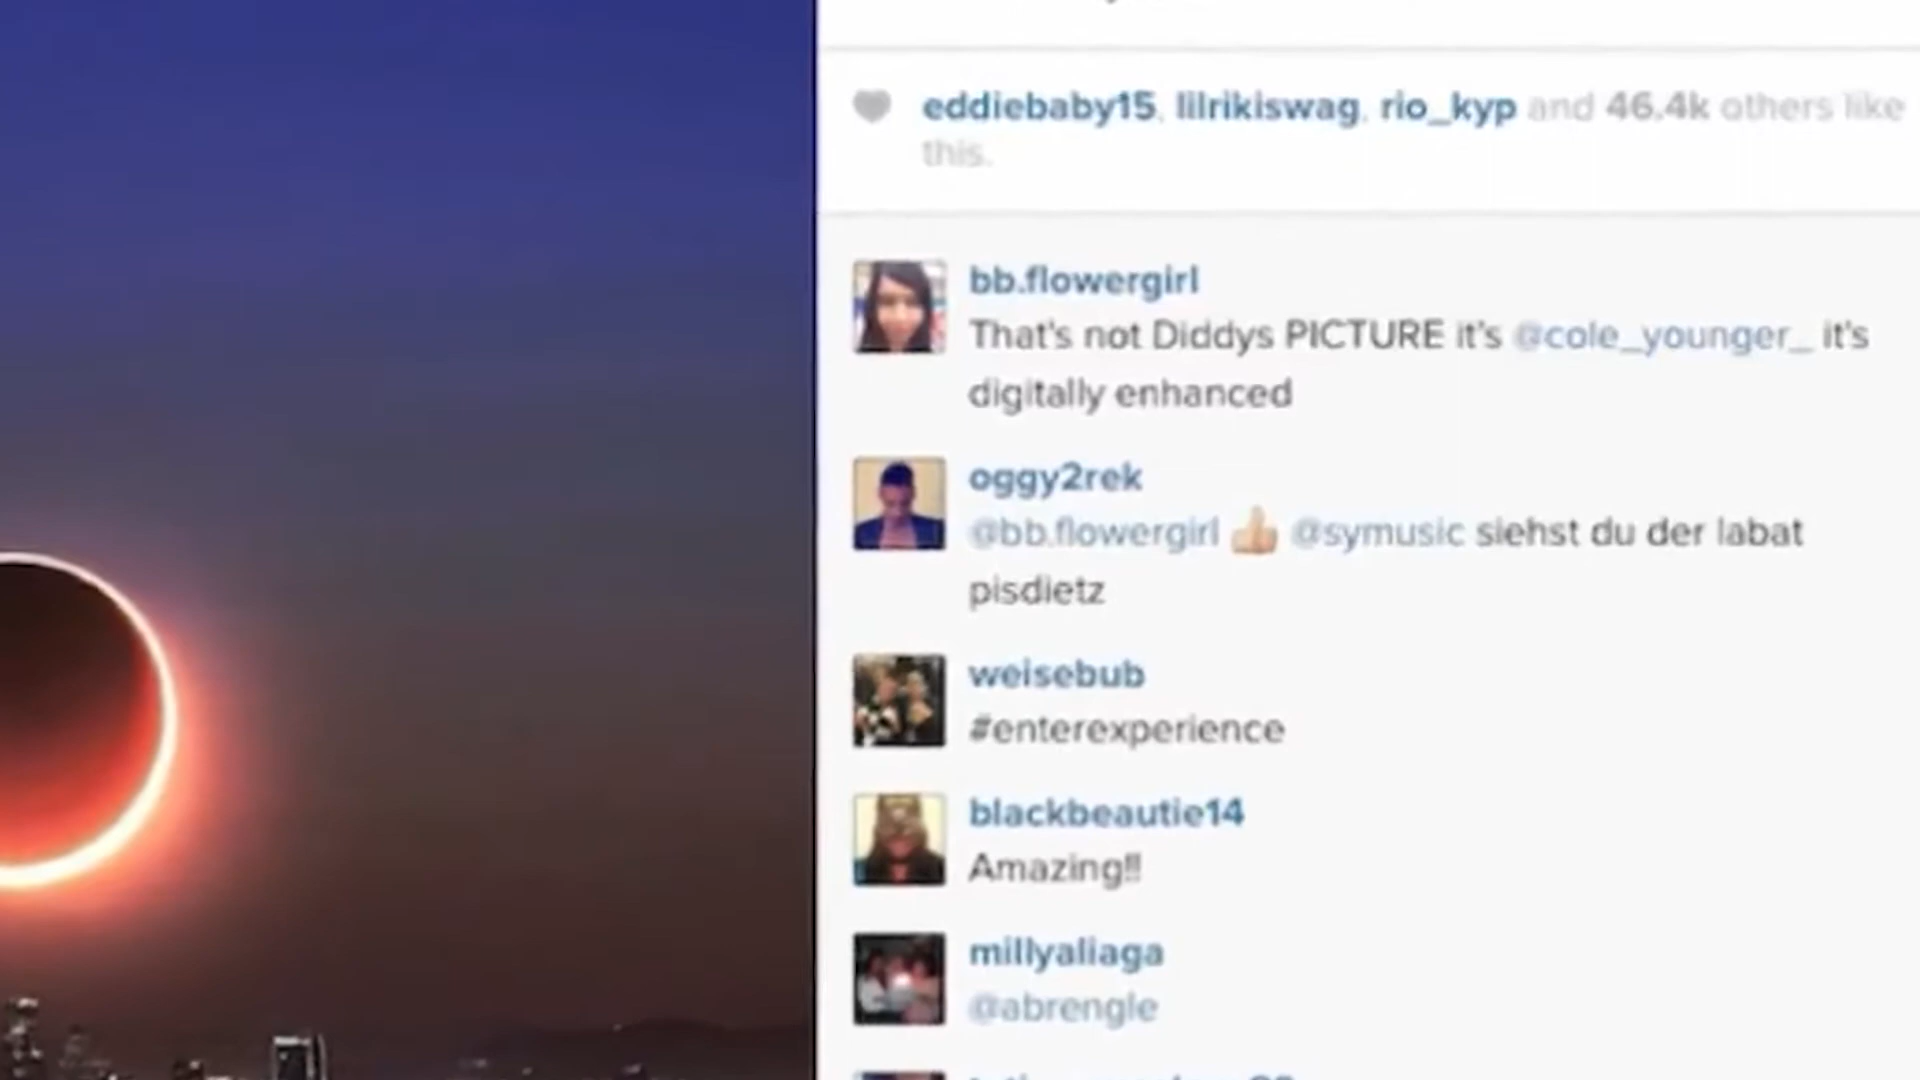 eddiebaby15, lilrikiswag, rio_kyp and 46.4k others like
this.
bb.flowergirl
That's not Diddys PICTURE it's @cole_younger_ it's
digitally enhanced
oggy2rek
@bb.flowergirl 👍 @symusic siehst du der labat
pisdietz
weisebub
#enterexperience
blackbeautie14
Amazing!!
millyaliaga
@abrengle